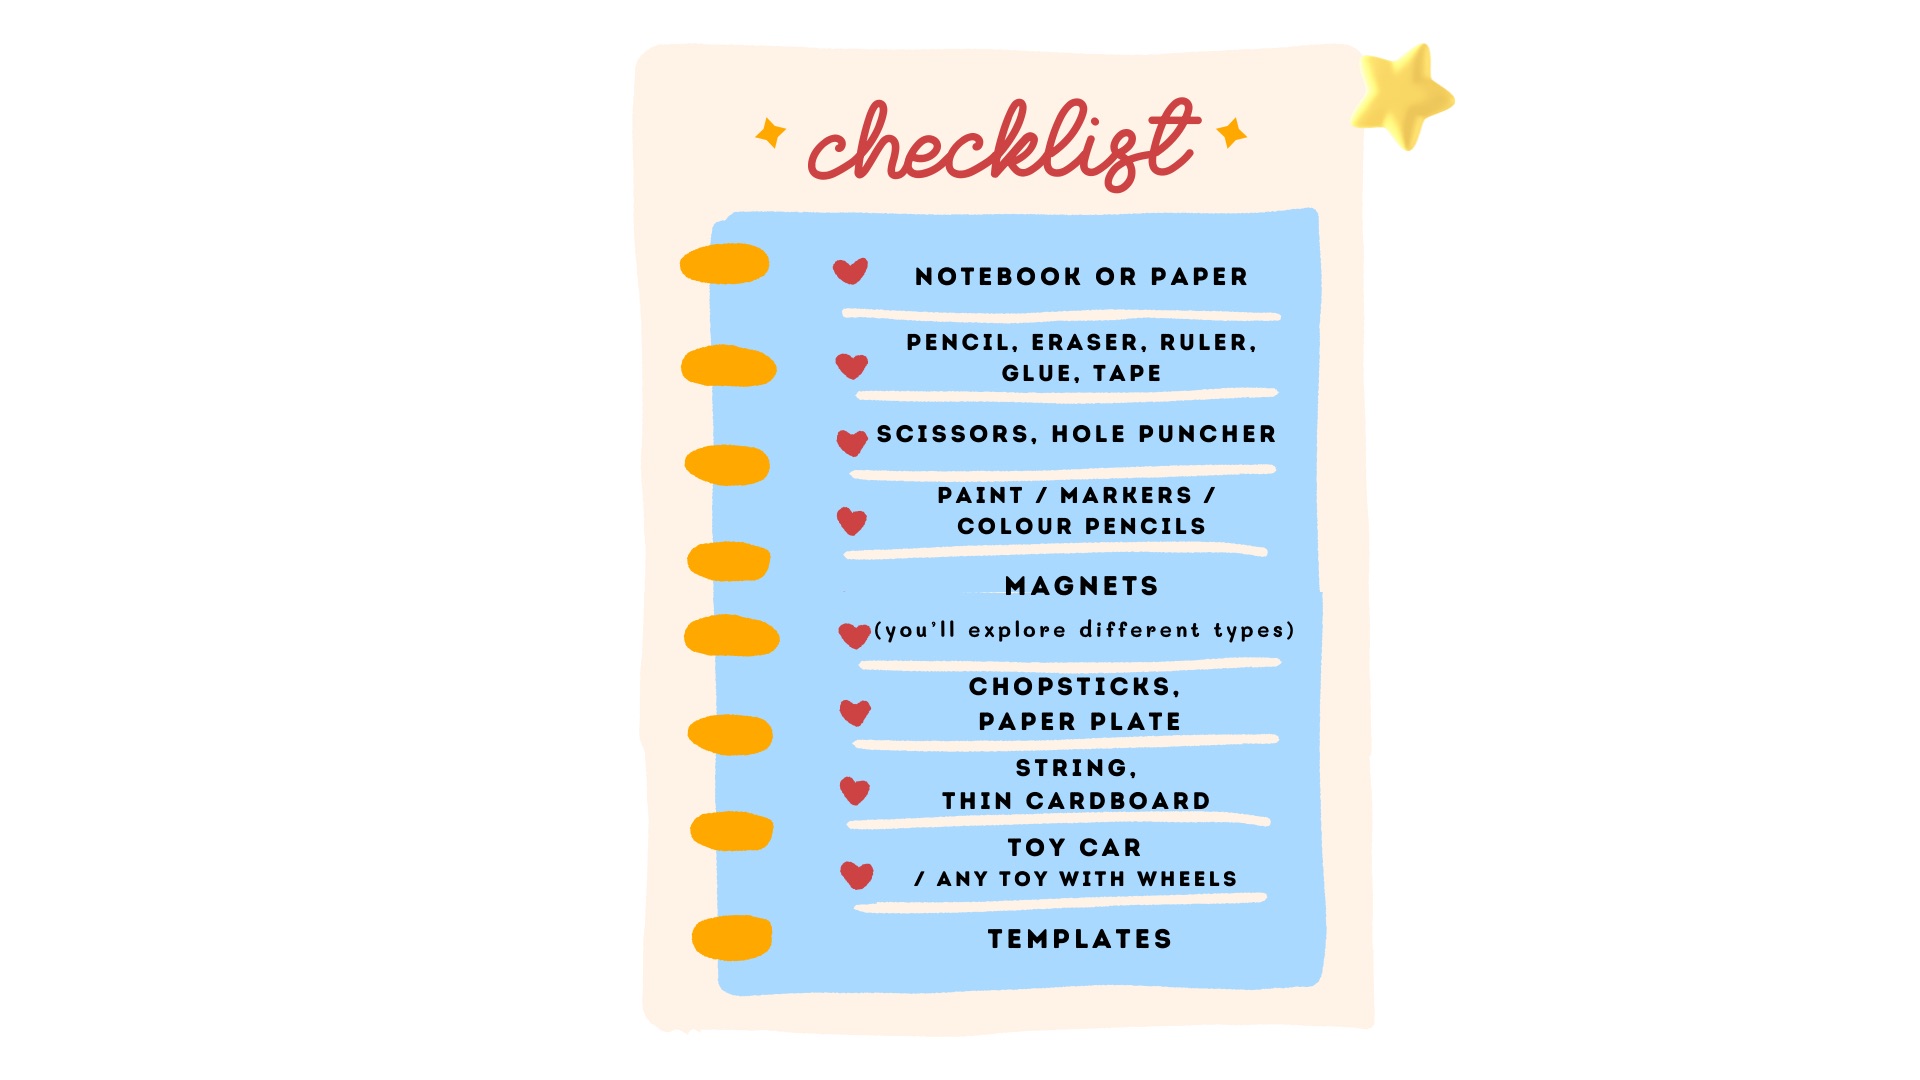 checklist
NOTEBOOK OR PAPER
PENCIL, ERASER, RULER,
GLUE, TAPE
SCISSORS, HOLE PUNCHER
PAINT / MARKERS /
COLOUR PENCILS
MAGNETS
(you'll explore different types)
CHOPSTICKS,
PAPER PLATE
STRING,
THIN CARDBOARD
TOY CAR
/ ANY TOY WITH WHEELS
TEMPLATES